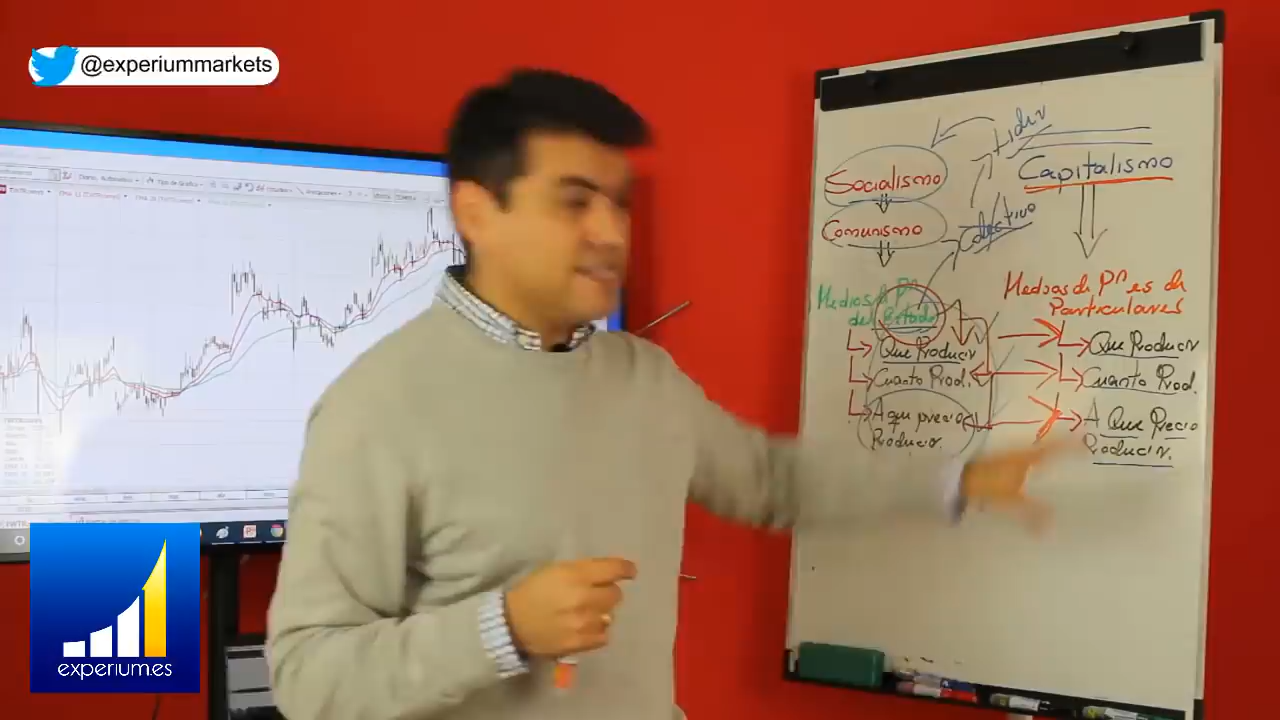 @experiummarkets
Lider
Socialismo
Comunismo
Colectivo
Medios de Pn
del Estado
Que Producir
Cuanto Prod.
A que precio
Producir.
Capitalismo
Medios de Pn es de
Particulares
Que Producir
Cuanto Prod.
A Que Precio
Producir.
experium.es